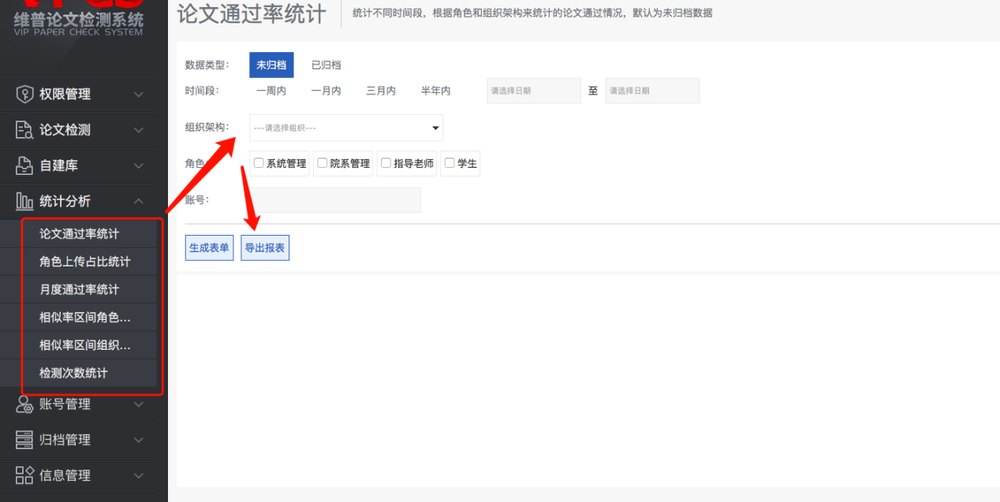 维普论文检测系统
VIP PAPER CHECK SYSTEM
权限管理
论文检测
自建库
统计分析
论文通过率统计
角色上传占比统计
月度通过率统计
相似率区间角色...
相似率区间组织...
检测次数统计
账号管理
归档管理
信息管理
论文通过率统计
统计不同时间段，根据角色和组织架构来统计的论文通过情况，默认为未归档数据
数据类型： 未归档 已归档
时间段： 一周内 一月内 三月内 半年内 请选择日期 至 请选择日期
组织架构： ---请选择组织---
角色： 系统管理 院系管理 指导老师 学生
账号：
生成表单 导出报表